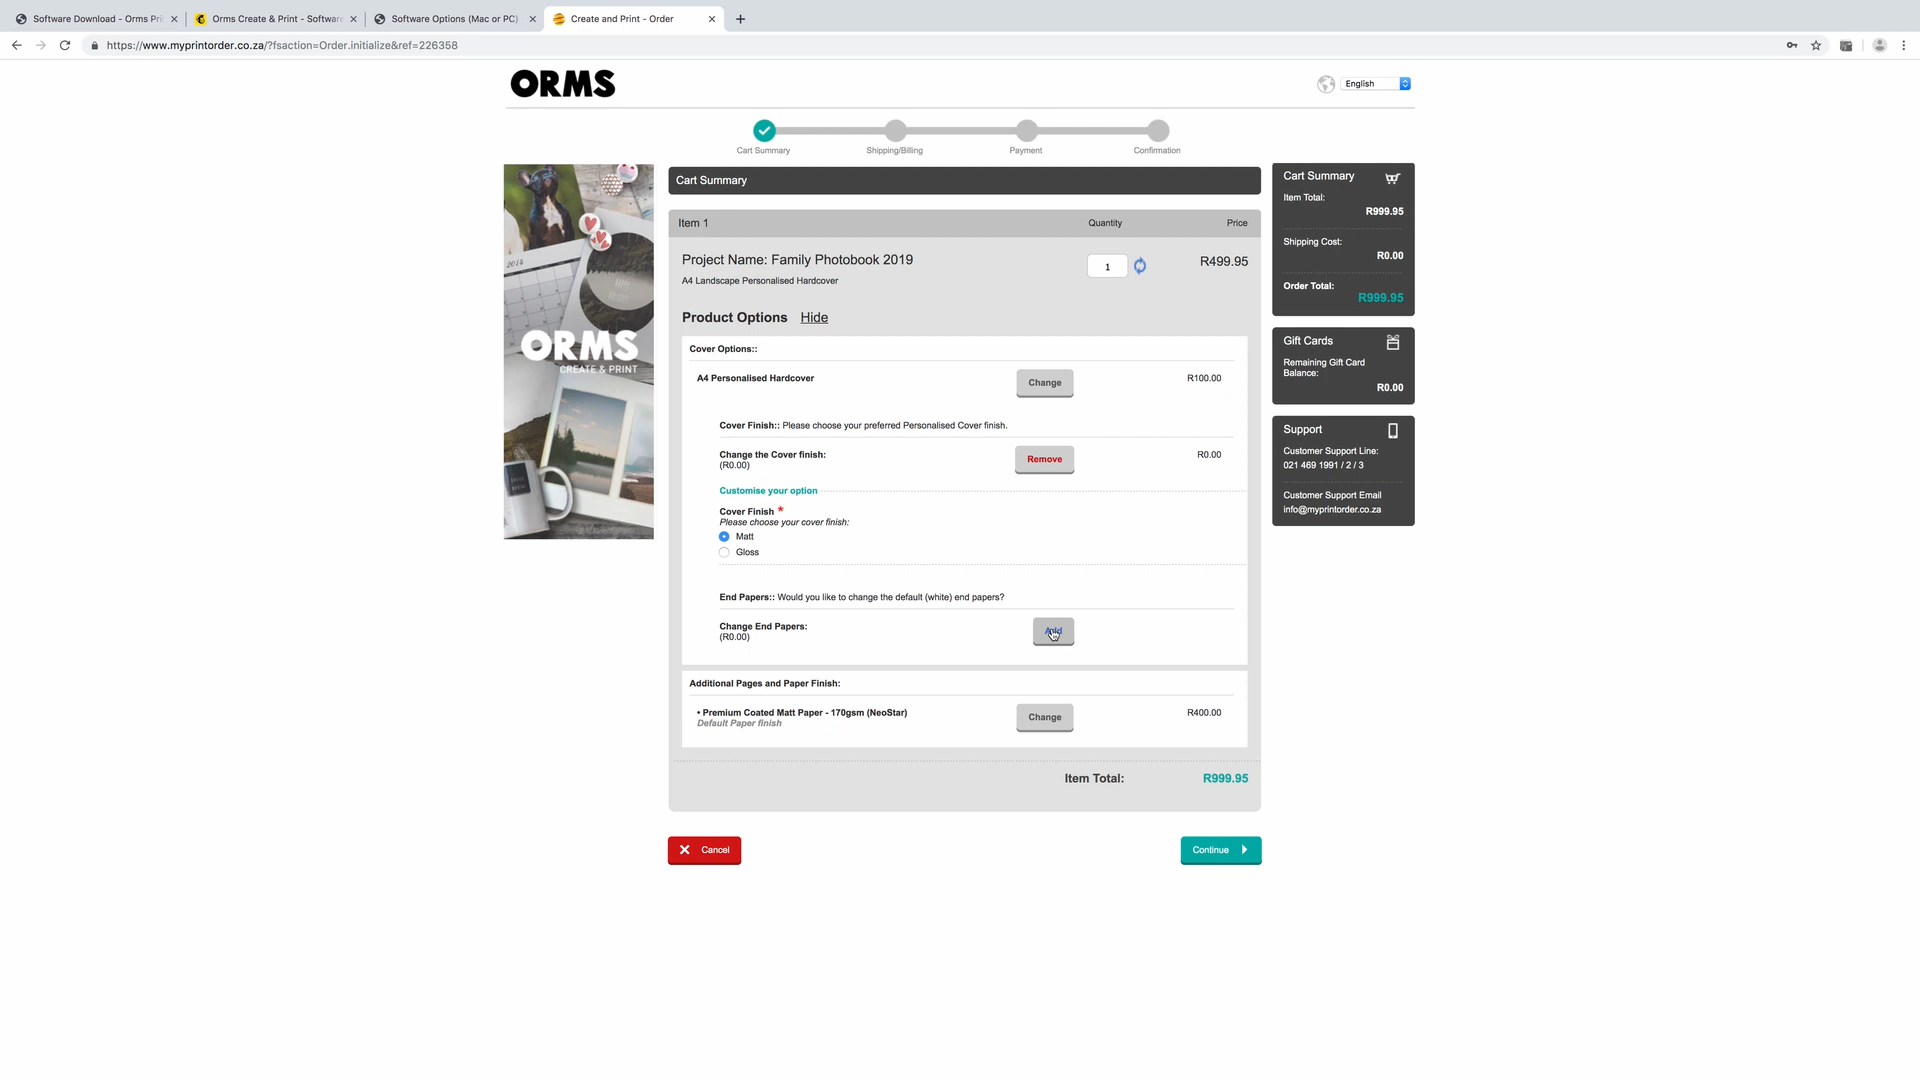 Software Download - Orms Pri
Orms Create & Print - Software
Software Options (Mac or PC)
Create and Print - Order
https://www.myprintorder.co.za/?fsaction=Order.initialize&ref=226358
ORMS
English
Cart Summary
Shipping/Billing
Payment
Confirmation
2014
ORMS
CREATE & PRINT
Cart Summary
Item 1
Quantity
Price
Project Name: Family Photobook 2019
1
R499.95
A4 Landscape Personalised Hardcover
Product Options Hide
Cover Options::
A4 Personalised Hardcover
Change
R100.00
Cover Finish:: Please choose your preferred Personalised Cover finish.
Change the Cover finish:
(R0.00)
Remove
R0.00
Customise your option
Cover Finish *
Please choose your cover finish:
Matt
Gloss
End Papers:: Would you like to change the default (white) end papers?
Change End Papers:
(R0.00)
Add
Additional Pages and Paper Finish:
• Premium Coated Matt Paper - 170gsm (NeoStar)
Default Paper finish
Change
R400.00
Item Total:
R999.95
Cancel
Continue
Cart Summary
Item Total:
R999.95
Shipping Cost:
R0.00
Order Total:
R999.95
Gift Cards
Remaining Gift Card
Balance:
R0.00
Support
Customer Support Line:
021 469 1991 / 2 / 3
Customer Support Email
info@myprintorder.co.za